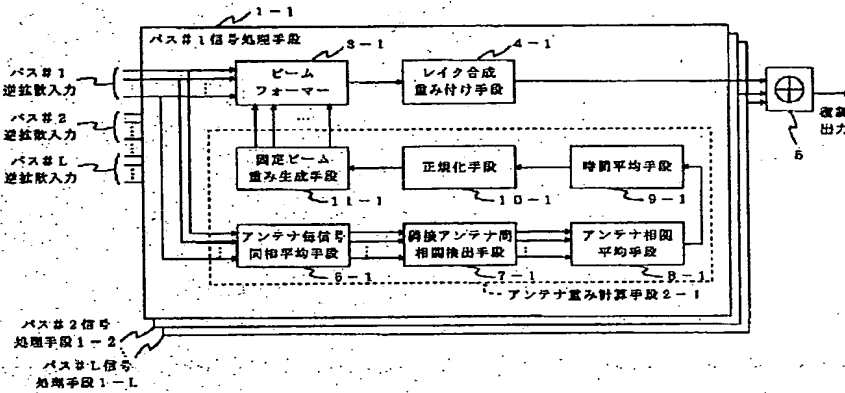 1-1
パス#1信号処理手段
3-1
4-1
パス#1
逆拡散入力
ビーム
フォーマー
レイク合成
重み付け手段
パス#2
逆拡散入力
5
復調
出力
パス#L
逆拡散入力
固定ビーム
重み生成手段
正規化手段
時間平均手段
11-1
10-1
9-1
アンテナ毎信号
同相平均手段
隣接アンテナ間
相関検出手段
アンテナ相関
平均手段
6-1
7-1
8-1
アンテナ重み計算手段2-1
パス#2信号
処理手段1-2
パス#L信号
処理手段1-L